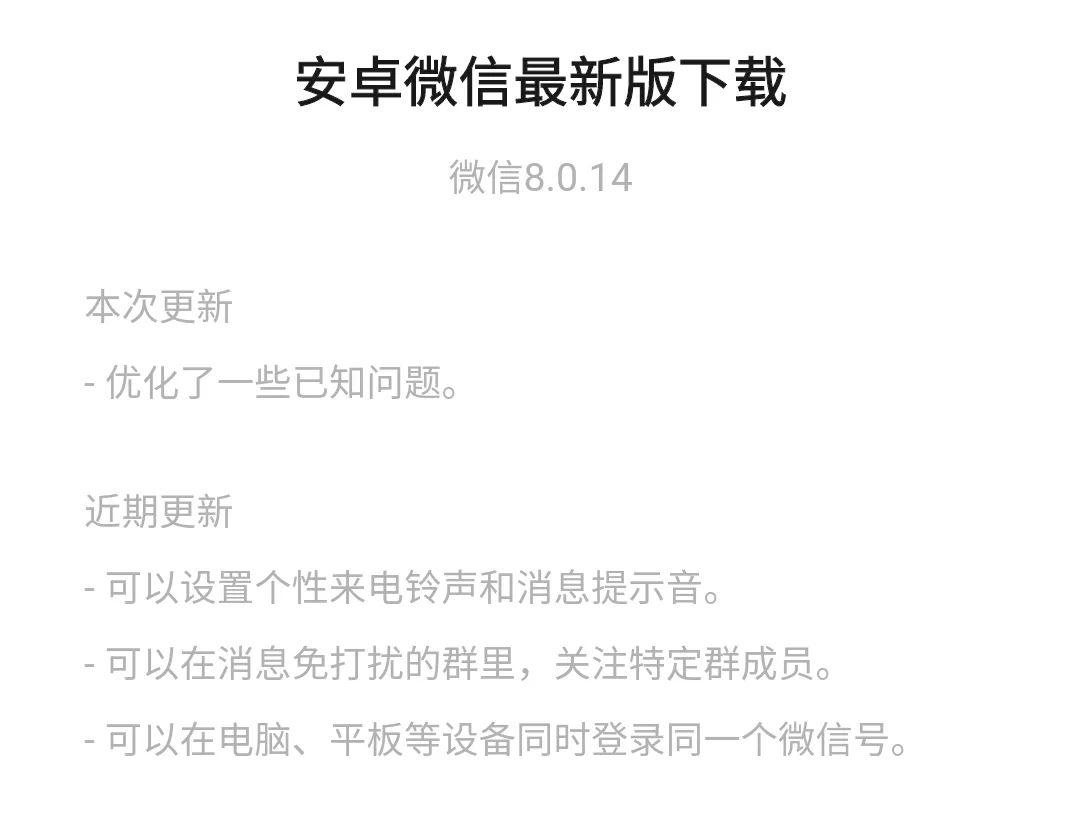 安卓微信最新版下载
微信8.0.14
本次更新
- 优化了一些已知问题。
近期更新
- 可以设置个性来电铃声和消息提示音。
- 可以在消息免打扰的群里，关注特定群成员。
- 可以在电脑、平板等设备同时登录同一个微信号。